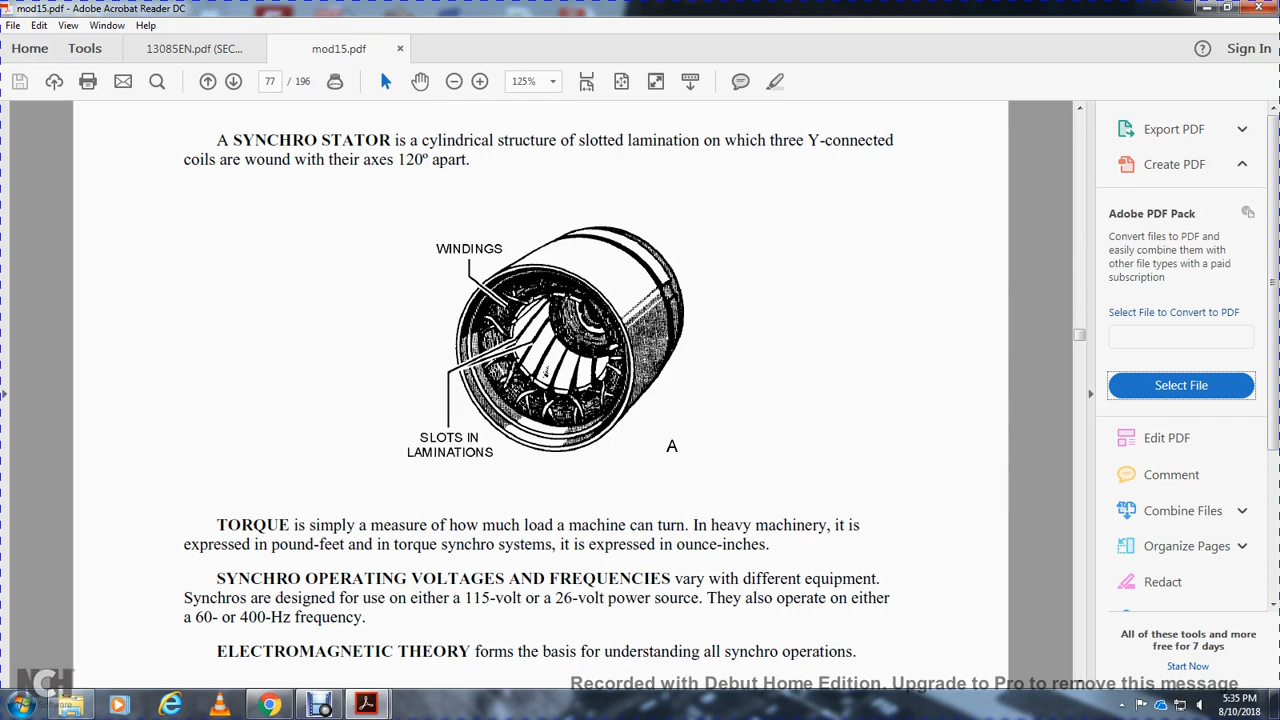 mod15.pdf - Adobe Acrobat Reader DC
File Edit View Window Help
Home Tools 13085EN.pdf (SEC... mod15.pdf × Sign In
77 / 196 125%
A SYNCHRO STATOR is a cylindrical structure of slotted lamination on which three Y-connected
coils are wound with their axes 120º apart.
WINDINGS
SLOTS IN
LAMINATIONS
A
TORQUE is simply a measure of how much load a machine can turn. In heavy machinery, it is
expressed in pound-feet and in torque synchro systems, it is expressed in ounce-inches.
SYNCHRO OPERATING VOLTAGES AND FREQUENCIES vary with different equipment.
Synchros are designed for use on either a 115-volt or a 26-volt power source. They also operate on either
a 60- or 400-Hz frequency.
ELECTROMAGNETIC THEORY forms the basis for understanding all synchro operations.
Export PDF
Create PDF
Adobe PDF Pack
Convert files to PDF and
easily combine them with
other file types with a paid
subscription
Select File to Convert to PDF
Select File
Edit PDF
Comment
Combine Files
Organize Pages
Redact
All of these tools and more
free for 7 days
Start Now
NCH
Software
Recorded with Debut Home Edition. Upgrade to Pro to remove this message
5:35 PM
8/10/2018